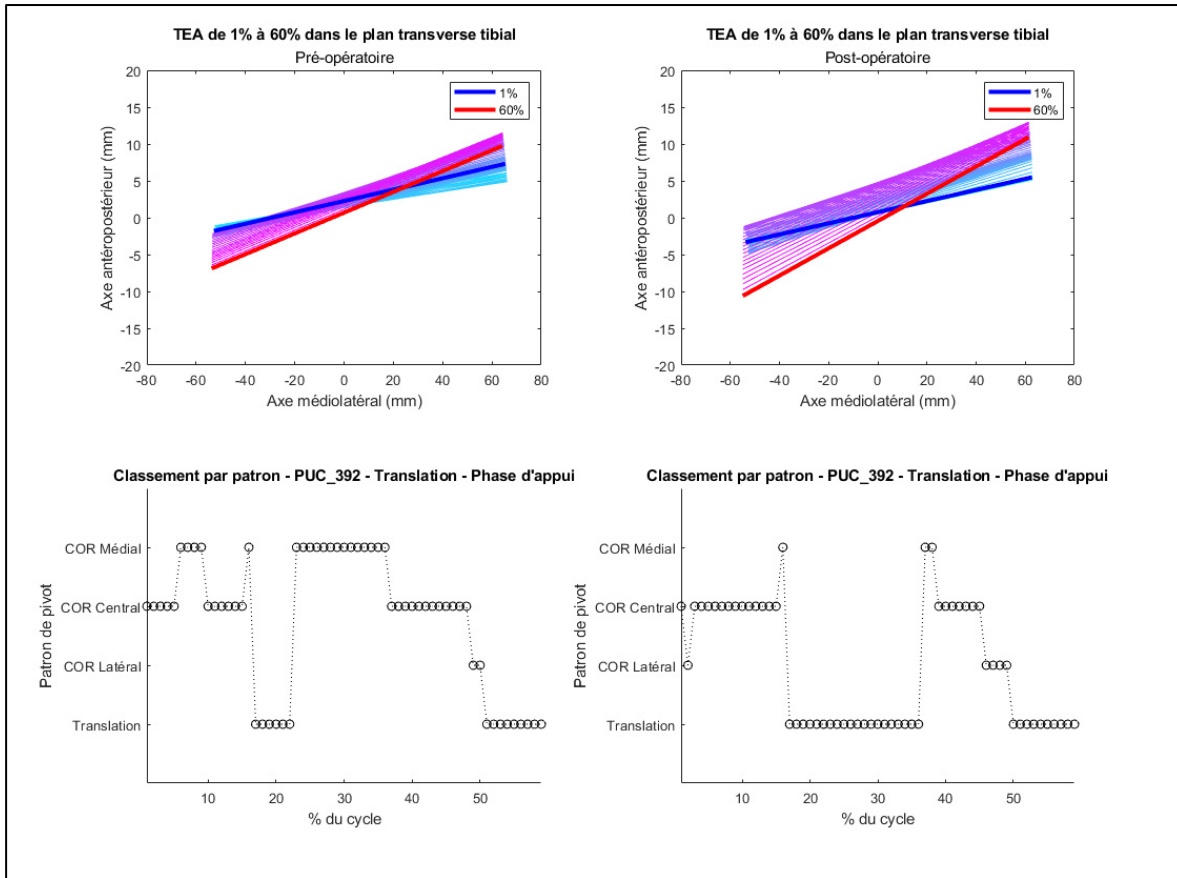 TEA de 1% à 60% dans le plan transverse tibial
Pré-opératoire
20
15
10
5
0
-5
-10
-15
-20
-80
-60
-40
-20
0
20
40
60
80
Axe antéropostérieur (mm)
Axe médiolatéral (mm)
1%
60%
TEA de 1% à 60% dans le plan transverse tibial
Post-opératoire
20
15
10
5
0
-5
-10
-15
-20
-80
-60
-40
-20
0
20
40
60
80
Axe antéropostérieur (mm)
Axe médiolatéral (mm)
1%
60%
Classement par patron - PUC_392 - Translation - Phase d'appui
COR Médial
COR Central
COR Latéral
Translation
Patron de pivot
10
20
30
40
50
% du cycle
Classement par patron - PUC_392 - Translation - Phase d'appui
COR Médial
COR Central
COR Latéral
Translation
Patron de pivot
10
20
30
40
50
% du cycle